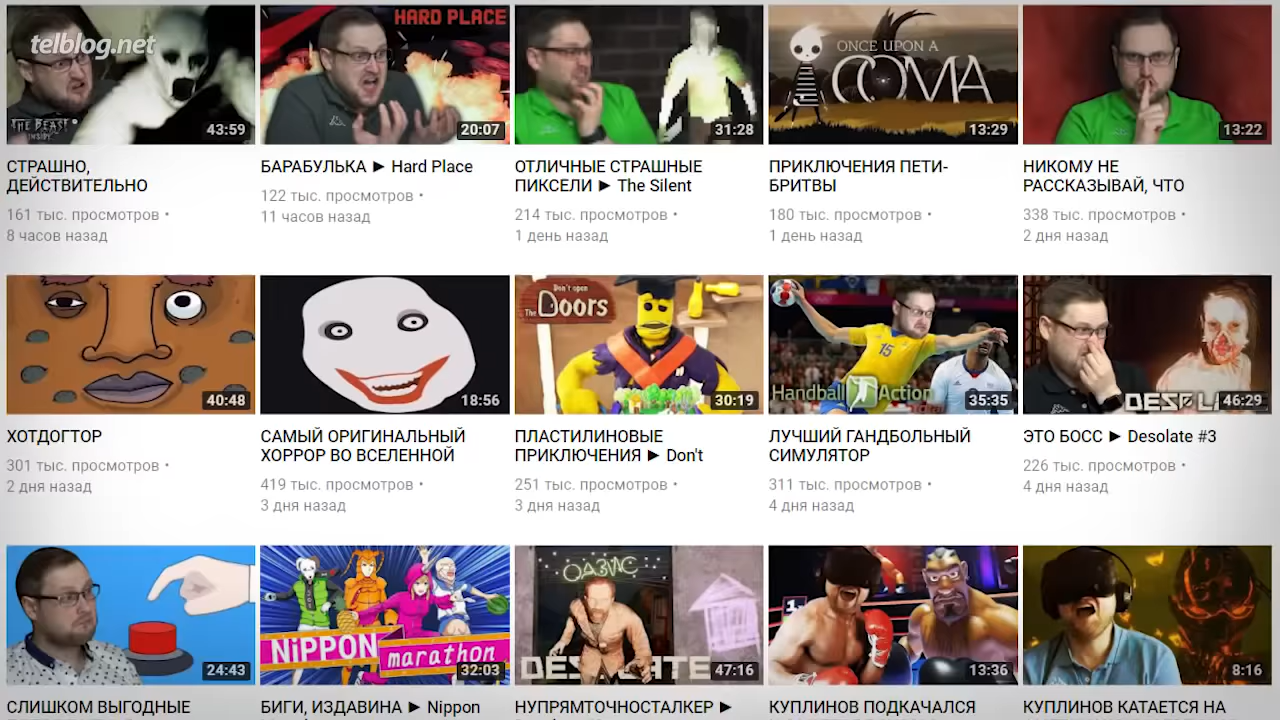 telblog.net
THE BEAST INSIDE
43:59
HARD PLACE
20:07
31:28
ONCE UPON A
COMA
13:29
13:22
СТРАШНО,
ДЕЙСТВИТЕЛЬНО
161 тыс. просмотров •
8 часов назад
БАРАБУЛЬКА ► Hard Place
122 тыс. просмотров •
11 часов назад
ОТЛИЧНЫЕ СТРАШНЫЕ
ПИКСЕЛИ ► The Silent
214 тыс. просмотров •
1 день назад
ПРИКЛЮЧЕНИЯ ПЕТИ-
БРИТВЫ
180 тыс. просмотров •
1 день назад
НИКОМУ НЕ
РАССКАЗЫВАЙ, ЧТО
338 тыс. просмотров •
2 дня назад
40:48
18:56
Don't open
The Doors
30:19
15
Handball Action
35:35
46:29
ХОТДОГТОР
301 тыс. просмотров •
2 дня назад
САМЫЙ ОРИГИНАЛЬНЫЙ
ХОРРОР ВО ВСЕЛЕННОЙ
419 тыс. просмотров •
3 дня назад
ПЛАСТИЛИНОВЫЕ
ПРИКЛЮЧЕНИЯ ► Don't
251 тыс. просмотров •
3 дня назад
ЛУЧШИЙ ГАНДБОЛЬНЫЙ
СИМУЛЯТОР
311 тыс. просмотров •
4 дня назад
ЭТО БОСС ► Desolate #3
226 тыс. просмотров •
4 дня назад
24:43
NiPPON
marathon
32:03
ОАЗИС
47:16
1
13:36
8:16
СЛИШКОМ ВЫГОДНЫЕ
БИГИ, ИЗДАВИНА ► Nippon
НУПРЯМТОЧНОСТАЛКЕР ►
КУПЛИНОВ ПОДКАЧАЛСЯ
КУПЛИНОВ КАТАЕТСЯ НА